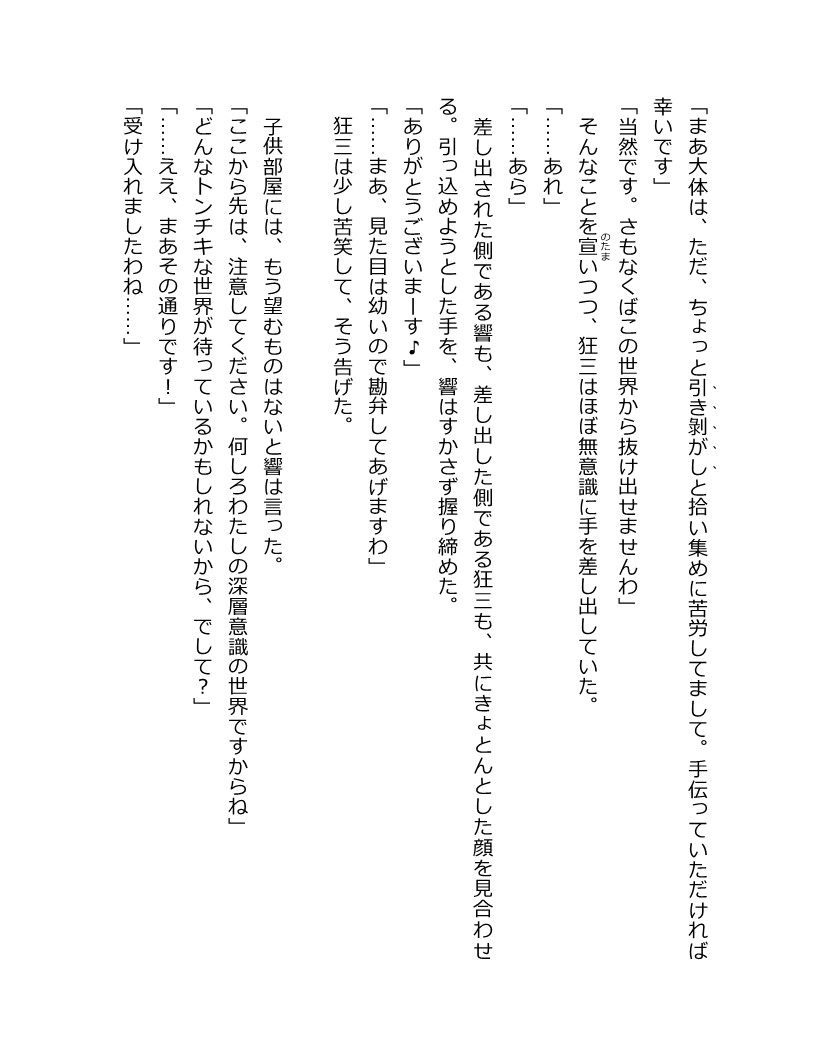 「まあ大体は、ただ、ちょっと引き剥がしと拾い集めに苦労してまして。手伝っていただければ
幸いです」
「当然です。さもなくばこの世界から抜け出せませんわ」
そんなことを宣いつつ、狂三はほぼ無意識に手を差し出していた。
のたま
「……あれ」
「……あら」
差し出された側である響も、差し出した側である狂三も、共にきょとんとした顔を見合わせ
る。引っ込めようとした手を、響はすかさず握り締めた。
「ありがとうございまーす♪」
「……まあ、見た目は幼いので勘弁してあげますわ」
狂三は少し苦笑して、そう告げた。
子供部屋には、もう望むものはないと響は言った。
「ここから先は、注意してください。何しろわたしの深層意識の世界ですからね」
「どんなトンチキな世界が待っているかもしれないから、でして?」
「……ええ、まあその通りです!」
「受け入れましたわね……」